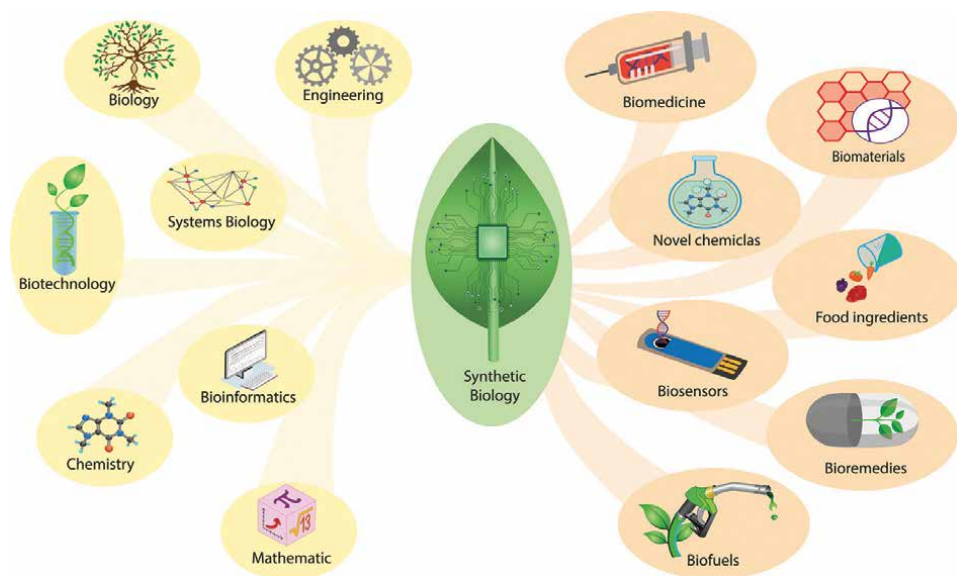 Biology
Engineering
Systems Biology
Biotechnology
Bioinformatics
Chemistry
π
√13
Mathematic
Synthetic
Biology
Biomedicine
Biomaterials
Novel chemiclas
Food ingredients
Biosensors
Bioremedies
Biofuels